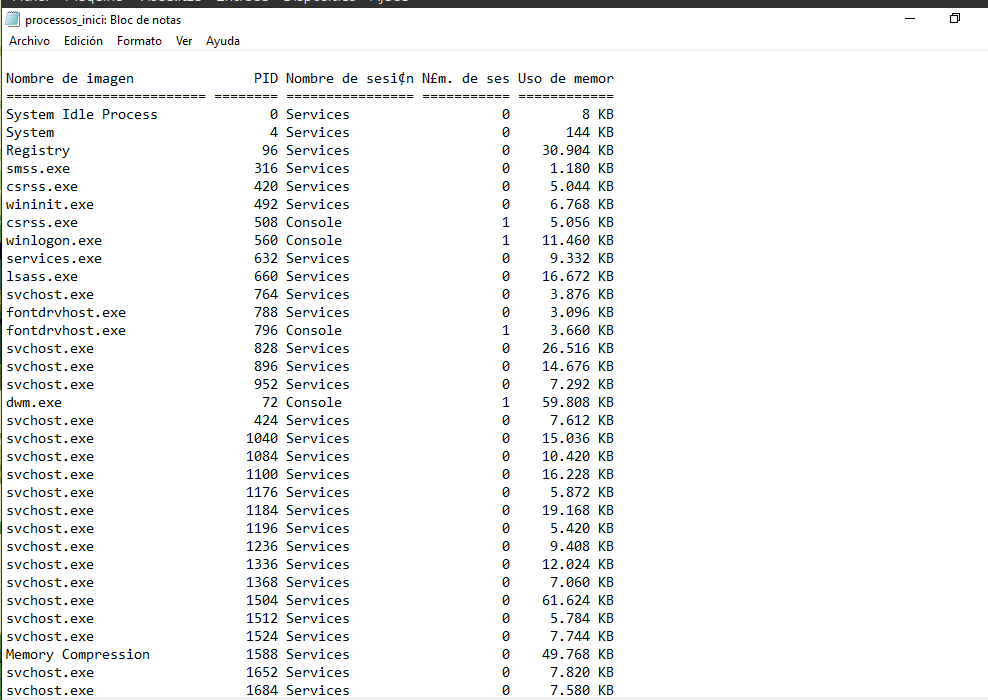 processos_inici: Bloc de notas
Archivo Edición Formato Ver Ayuda
Nombre de imagen PID Nombre de sesi¢n N£m. de ses Uso de memor
========================= ======== ================ =========== ============
System Idle Process 0 Services 0 8 KB
System 4 Services 0 144 KB
Registry 96 Services 0 30.904 KB
smss.exe 316 Services 0 1.180 KB
csrss.exe 420 Services 0 5.044 KB
wininit.exe 492 Services 0 6.768 KB
csrss.exe 508 Console 1 5.056 KB
winlogon.exe 560 Console 1 11.460 KB
services.exe 632 Services 0 9.332 KB
lsass.exe 660 Services 0 16.672 KB
svchost.exe 764 Services 0 3.876 KB
fontdrvhost.exe 788 Services 0 3.096 KB
fontdrvhost.exe 796 Console 1 3.660 KB
svchost.exe 828 Services 0 26.516 KB
svchost.exe 896 Services 0 14.676 KB
svchost.exe 952 Services 0 7.292 KB
dwm.exe 72 Console 1 59.808 KB
svchost.exe 424 Services 0 7.612 KB
svchost.exe 1040 Services 0 15.036 KB
svchost.exe 1084 Services 0 10.420 KB
svchost.exe 1100 Services 0 16.228 KB
svchost.exe 1176 Services 0 5.872 KB
svchost.exe 1184 Services 0 19.168 KB
svchost.exe 1196 Services 0 5.420 KB
svchost.exe 1236 Services 0 9.408 KB
svchost.exe 1336 Services 0 12.024 KB
svchost.exe 1368 Services 0 7.060 KB
svchost.exe 1504 Services 0 61.624 KB
svchost.exe 1512 Services 0 5.784 KB
svchost.exe 1524 Services 0 7.744 KB
Memory Compression 1588 Services 0 49.768 KB
svchost.exe 1652 Services 0 7.820 KB
svchost.exe 1684 Services 0 7.580 KB